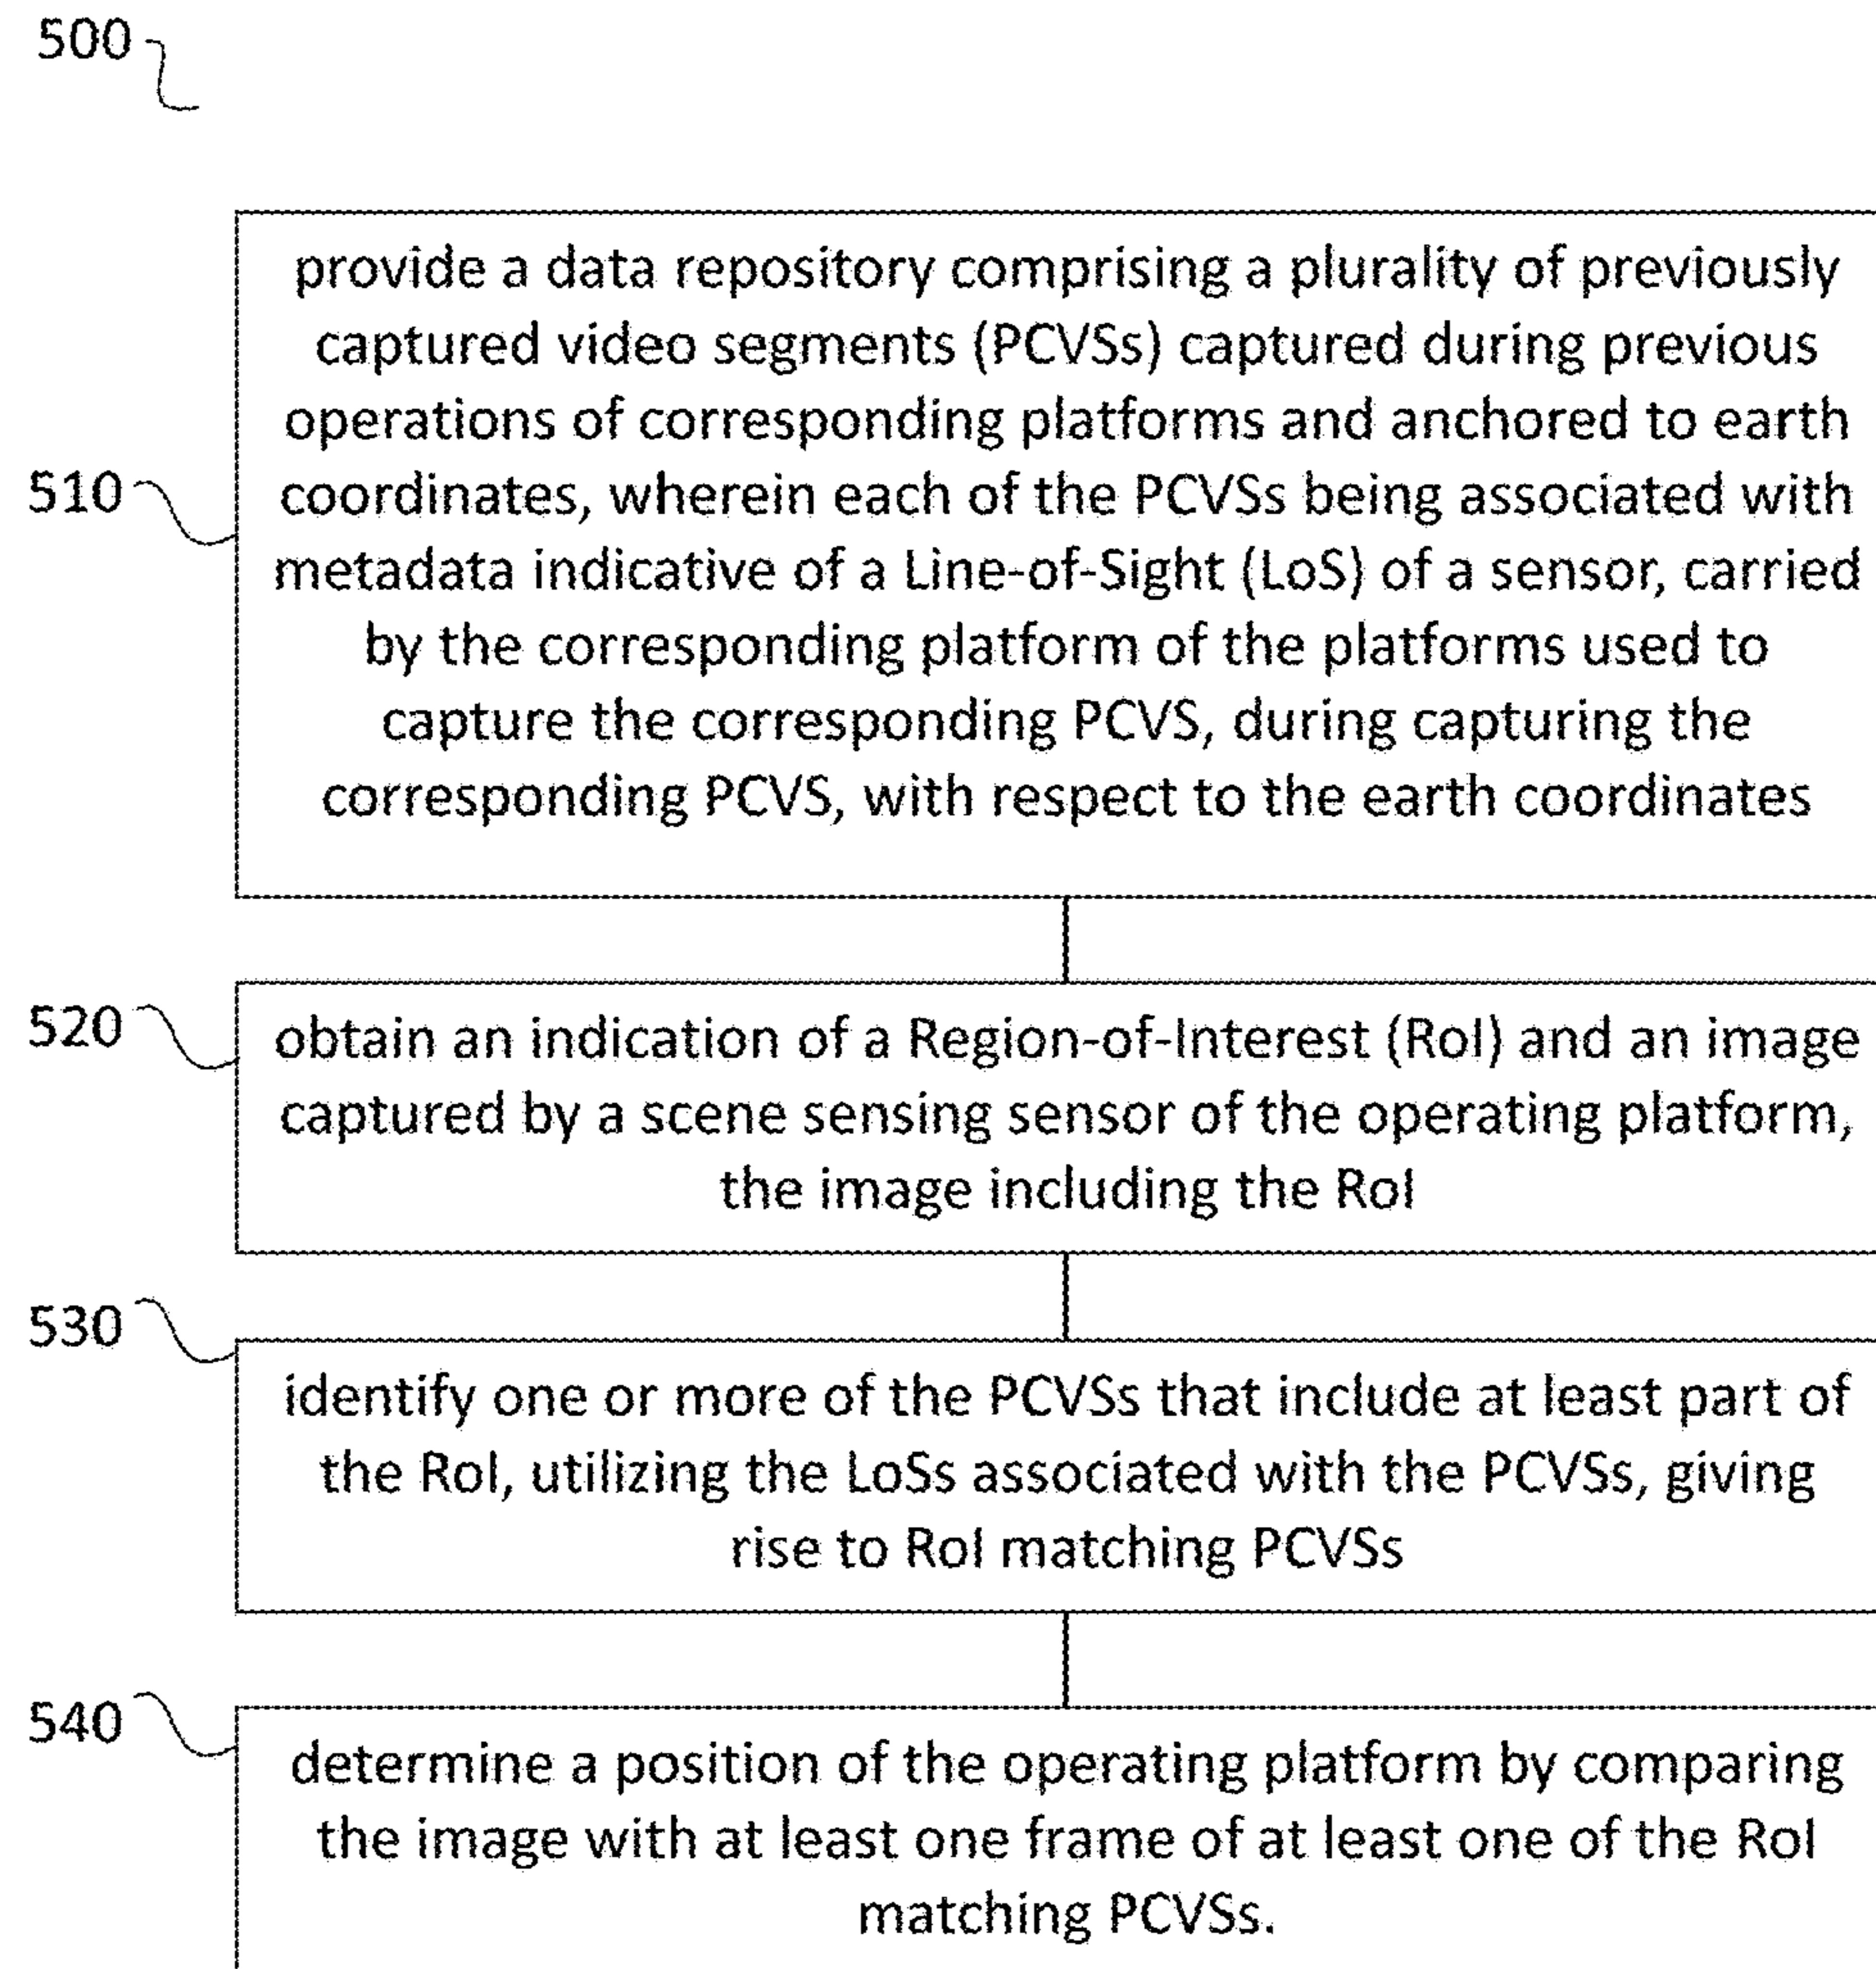 500
provide a data repository comprising a plurality of previously
captured video segments (PCVSs) captured during previous
operations of corresponding platforms and anchored to earth
510
coordinates, wherein each of the PCVSs being associated with
metadata indicative of a Line-of-Sight (LoS) of a sensor, carried
by the corresponding platform of the platforms used to
capture the corresponding PCVS, during capturing the
corresponding PCVS, with respect to the earth coordinates
520
obtain an indication of a Region-of-Interest (RoI) and an image
captured by a scene sensing sensor of the operating platform,
the image including the RoI
530
identify one or more of the PCVSs that include at least part of
the RoI, utilizing the LoSs associated with the PCVSs, giving
rise to RoI matching PCVSs
540
determine a position of the operating platform by comparing
the image with at least one frame of at least one of the RoI
matching PCVSs.